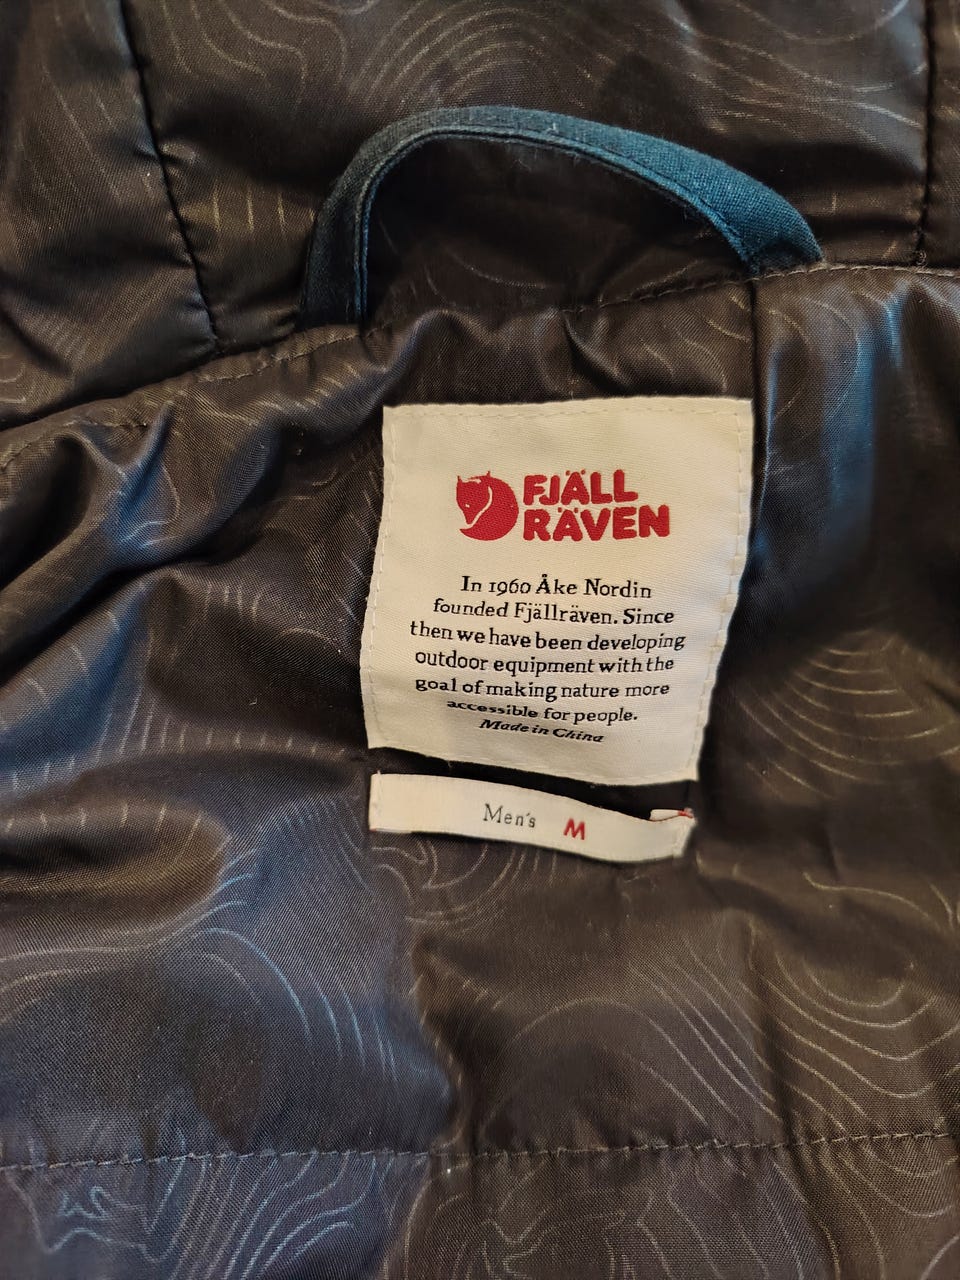 FJÄLL
RÄVEN
In 1960 Åke Nordin
founded Fjällräven. Since
then we have been developing
outdoor equipment with the
goal of making nature more
accessible for people.
Made in China
Men's M